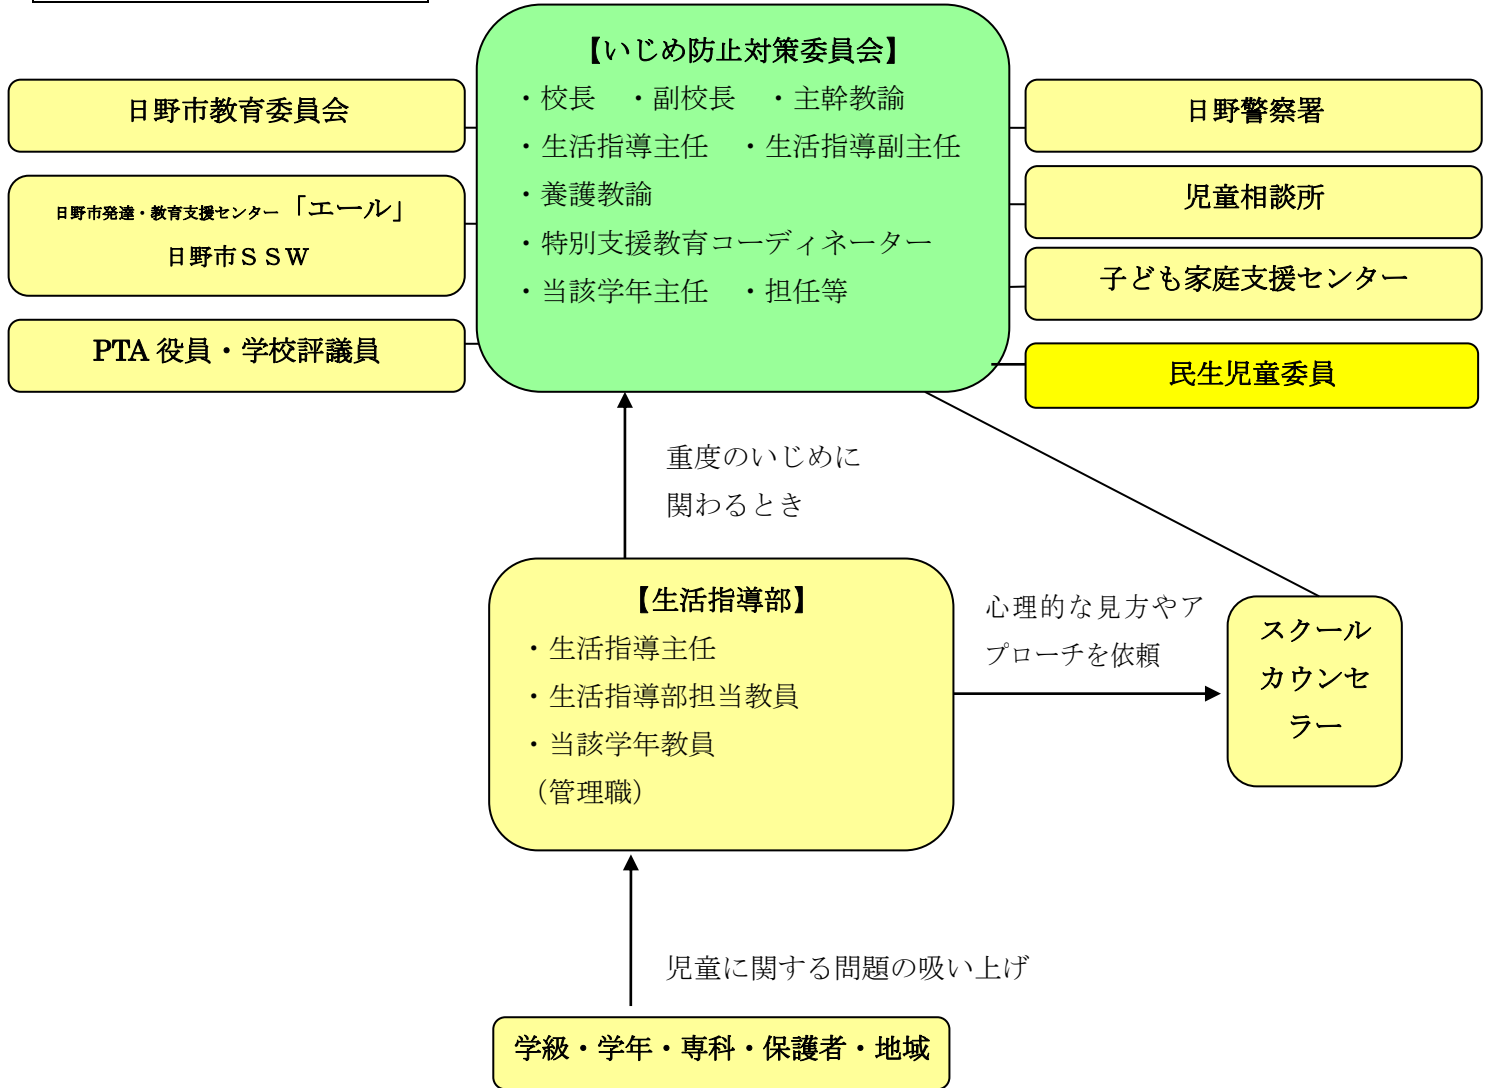 【いじめ防止対策委員会】
・校長　・副校長　・主幹教諭
・生活指導主任　・生活指導副主任
・養護教諭
・特別支援教育コーディネーター
・当該学年主任　・担任等
日野市教育委員会
日野市発達・教育支援センター「エール」
日野市ＳＳＷ
PTA 役員・学校評議員
日野警察署
児童相談所
子ども家庭支援センター
民生児童委員
重度のいじめに
関わるとき
【生活指導部】
・生活指導主任
・生活指導部担当教員
・当該学年教員
（管理職）
心理的な見方やア
プローチを依頼
スクール
カウンセ
ラー
児童に関する問題の吸い上げ
学級・学年・専科・保護者・地域